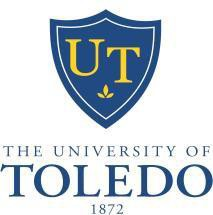 UT
THE UNIVERSITY OF
TOLEDO
1872